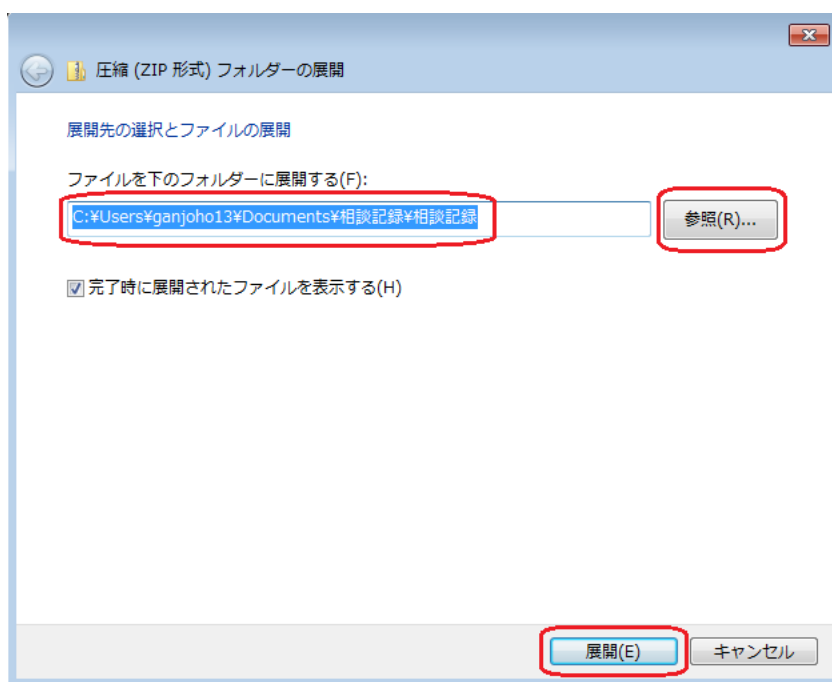 圧縮 (ZIP 形式) フォルダーの展開
展開先の選択とファイルの展開
ファイルを下のフォルダーに展開する(F):
C:¥Users¥ganjoho13¥Documents¥相談記録¥相談記録
参照(R)...
完了時に展開されたファイルを表示する(H)
展開(E)
キャンセル